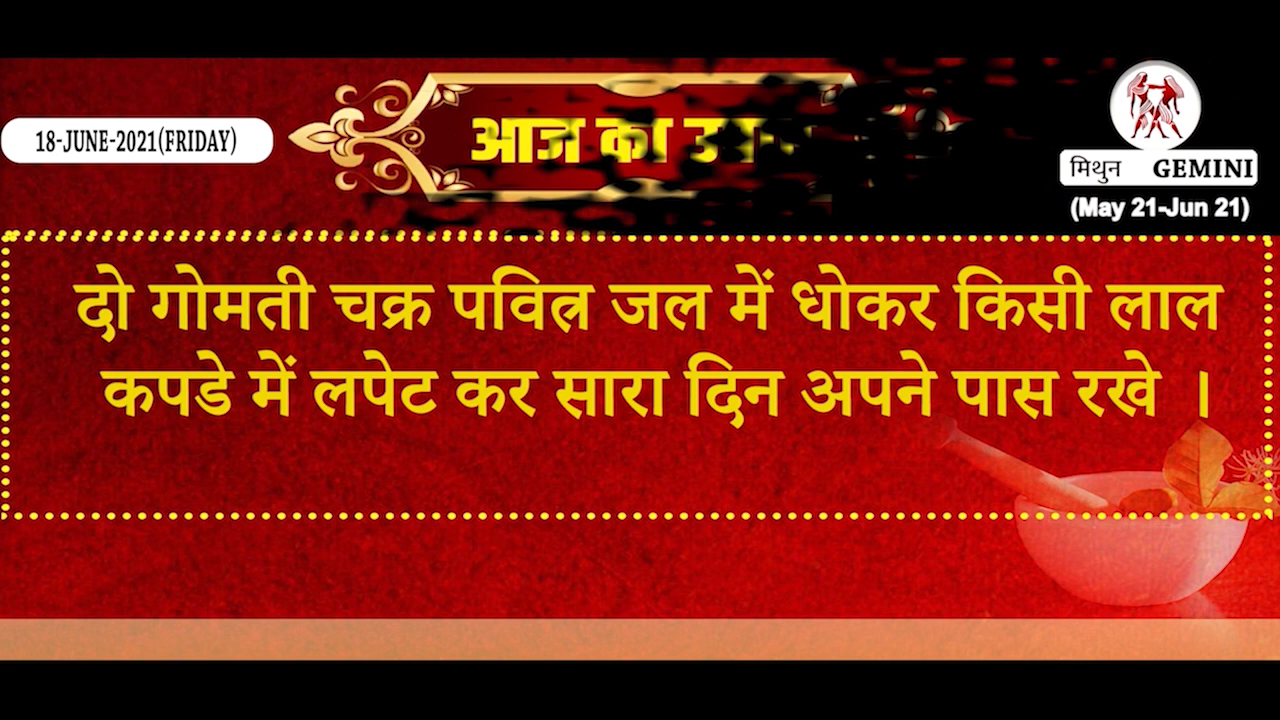 18-JUNE-2021(FRIDAY)
आज का
मिथुन GEMINI
(May 21-Jun 21)
दो गोमती चक्र पवित्र जल में धोकर किसी लाल
कपडे में लपेट कर सारा दिन अपने पास रखे ।